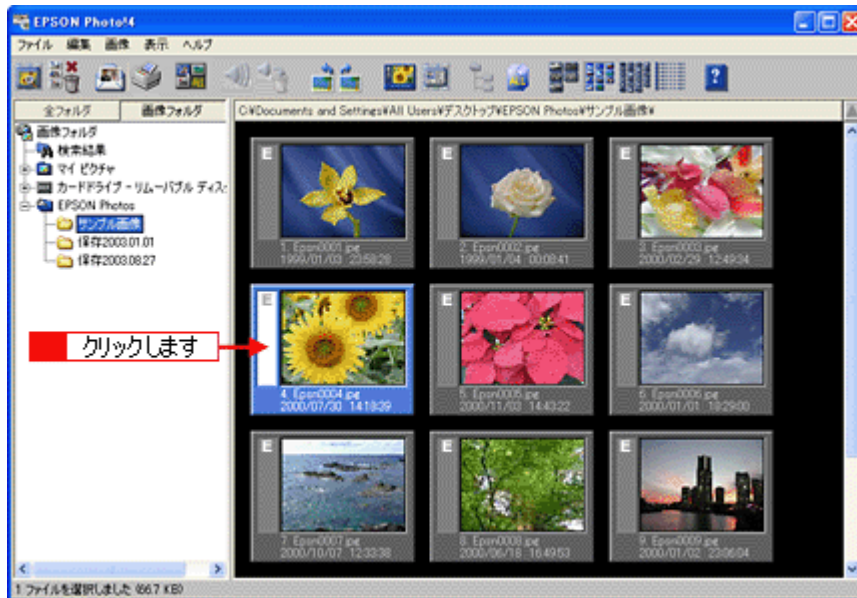 EPSON Photo!4
ファイル 編集 画像 表示 ヘルプ
全フォルダ 画像フォルダ
C:¥Documents and Settings¥All Users¥デスクトップ¥EPSON Photos¥サンプル画像¥
画像フォルダ
検索結果
マイ ピクチャ
カードドライブ - リムーバブル ディス
EPSON Photos
サンプル画像
保存2003.01.01
保存2003.08.27
クリックします
E
E
E
1. Epson0001.jpg
1999/01/03 23:58:28
2. Epson0002.jpg
1999/01/04 00:08:41
3. Epson0003.jpg
2000/02/29 12:49:34
E
E
E
4. Epson0004.jpg
2000/07/30 14:18:39
5. Epson0005.jpg
2000/11/03 14:43:22
6. Epson0006.jpg
2000/01/01 18:29:00
E
E
E
7. Epson0007.jpg
2000/10/07 12:33:38
8. Epson0008.jpg
2000/06/18 16:49:53
9. Epson0009.jpg
2000/01/02 23:06:04
1 ファイルを選択しました (66.7 KB)